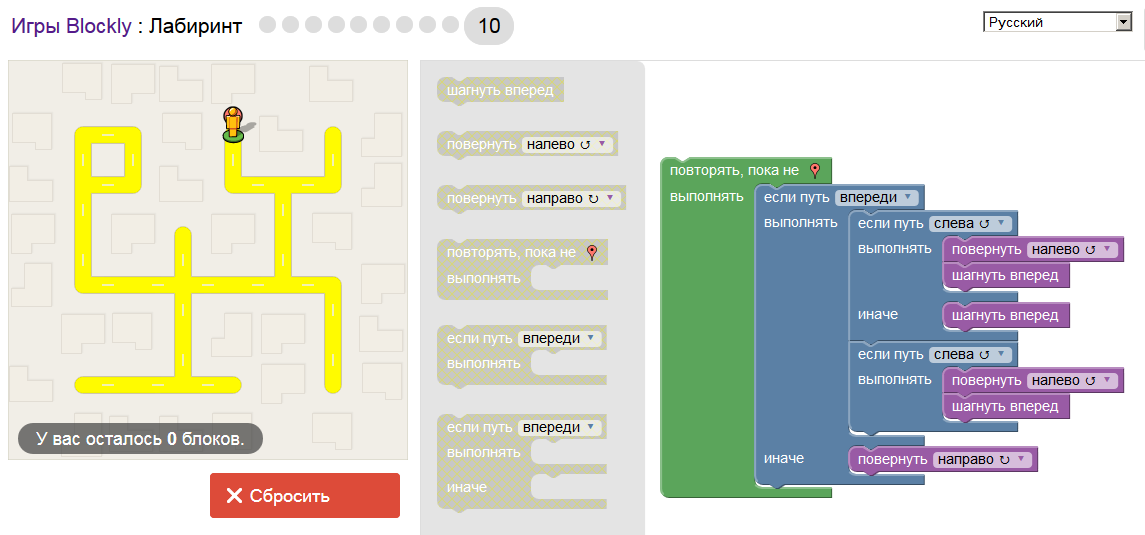 Игры Blockly : Лабиринт 10
Русский
У вас осталось 0 блоков.
Сбросить
шагнуть вперед
повернуть налево ↺
повернуть направо ↻
повторять, пока не
выполнять
если путь впереди
выполнять
если путь впереди
выполнять
иначе
повторять, пока не
выполнять
если путь впереди
выполнять
если путь слева ↺
выполнять
повернуть налево ↺
шагнуть вперед
иначе
шагнуть вперед
если путь слева ↺
выполнять
повернуть налево ↺
шагнуть вперед
иначе
повернуть направо ↻